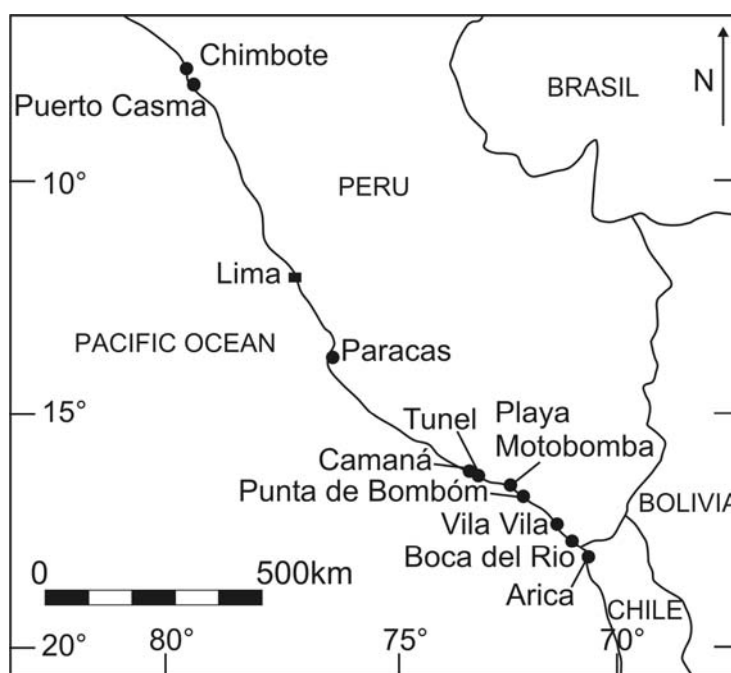 Chimbote
Puerto Casma
BRASIL
N
10°
PERU
Lima
PACIFIC OCEAN
Paracas
15°
Tunel
Playa
Motobomba
Camaná
Punta de Bombóm
BOLIVIA
Vila Vila
Boca del Rio
0
500km
Arica
CHILE
20°
80°
75°
70°